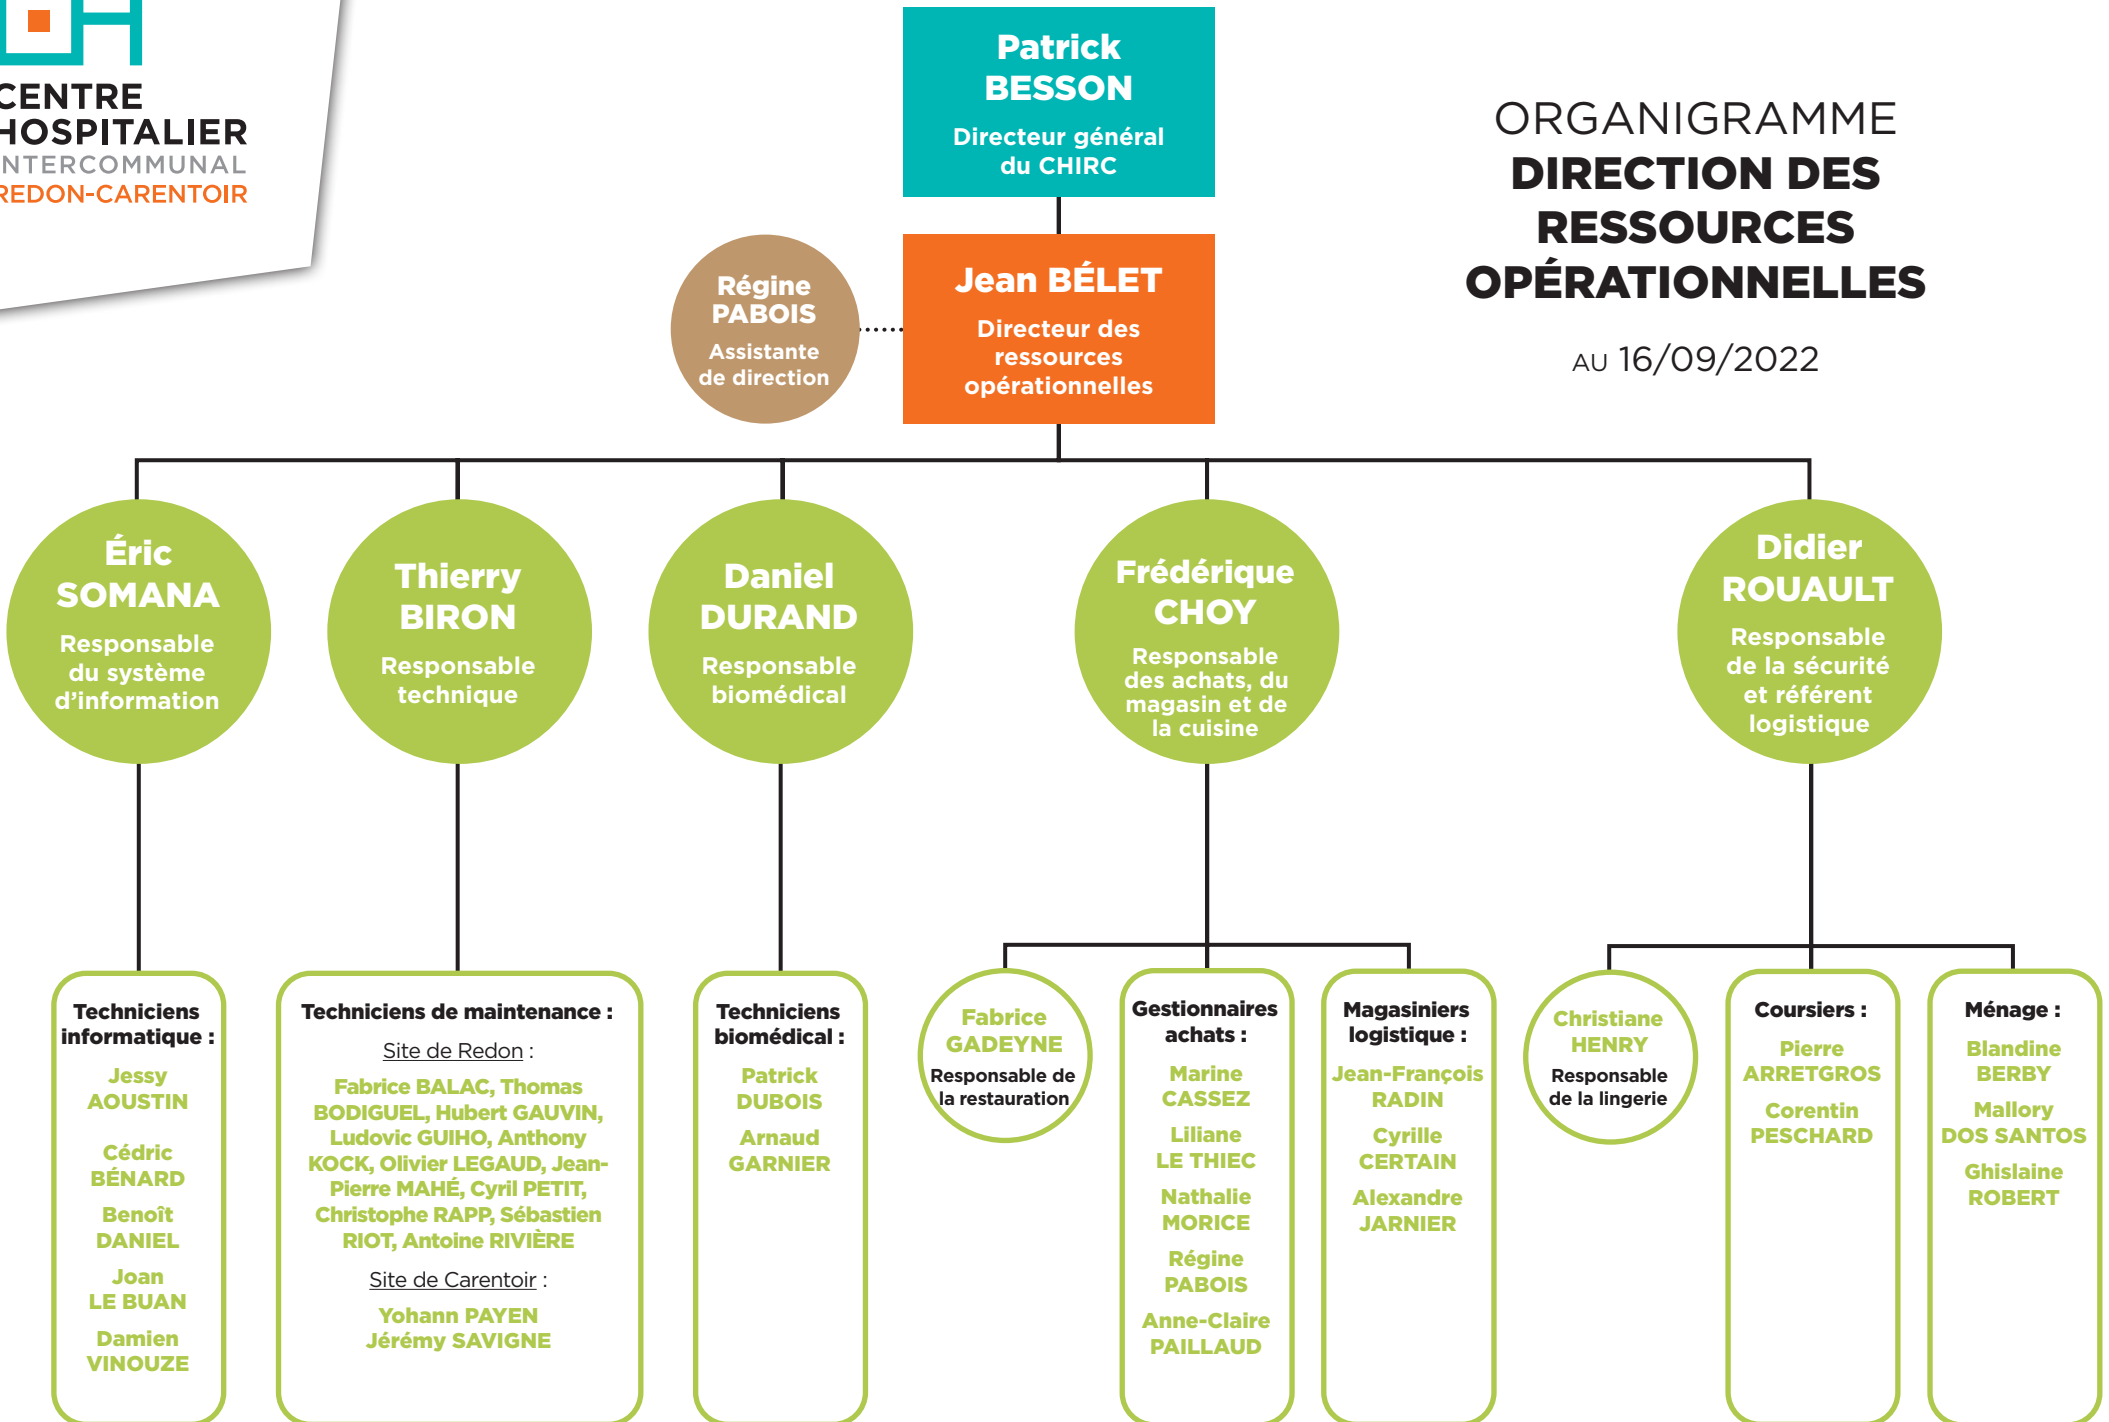 CENTRE
HOSPITALIER
INTERCOMMUNAL
REDON-CARENTOIR
Patrick
BESSON
Directeur général
du CHIRC
ORGANIGRAMME
DIRECTION DES
RESSOURCES
OPÉRATIONNELLES
AU 16/09/2022
Régine
PABOIS
Assistante
de direction
Jean BÉLET
Directeur des
ressources
opérationnelles
Éric
SOMANA
Responsable
du système
d’information
Thierry
BIRON
Responsable
technique
Daniel
DURAND
Responsable
biomédical
Frédérique
CHOY
Responsable
des achats, du
magasin et de
la cuisine
Didier
ROUAULT
Responsable
de la sécurité
et référent
logistique
Techniciens
informatique :
Jessy
AOUSTIN
Cédric
BÉNARD
Benoît
DANIEL
Joan
LE BUAN
Damien
VINOUZE
Techniciens de maintenance :
Site de Redon :
Fabrice BALAC, Thomas
BODIGUEL, Hubert GAUVIN,
Ludovic GUIHO, Anthony
KOCK, Olivier LEGAUD, Jean-
Pierre MAHÉ, Cyril PETIT,
Christophe RAPP, Sébastien
RIOT, Antoine RIVIÈRE
Site de Carentoir :
Yohann PAYEN
Jérémy SAVIGNE
Techniciens
biomédical :
Patrick
DUBOIS
Arnaud
GARNIER
Fabrice
GADEYNE
Responsable de
la restauration
Gestionnaires
achats :
Marine
CASSEZ
Liliane
LE THIEC
Nathalie
MORICE
Régine
PABOIS
Anne-Claire
PAILLAUD
Magasiniers
logistique :
Jean-François
RADIN
Cyrille
CERTAIN
Alexandre
JARNIER
Christiane
HENRY
Responsable
de la lingerie
Coursiers :
Pierre
ARRETGROS
Corentin
PESCHARD
Ménage :
Blandine
BERBY
Mallory
DOS SANTOS
Ghislaine
ROBERT